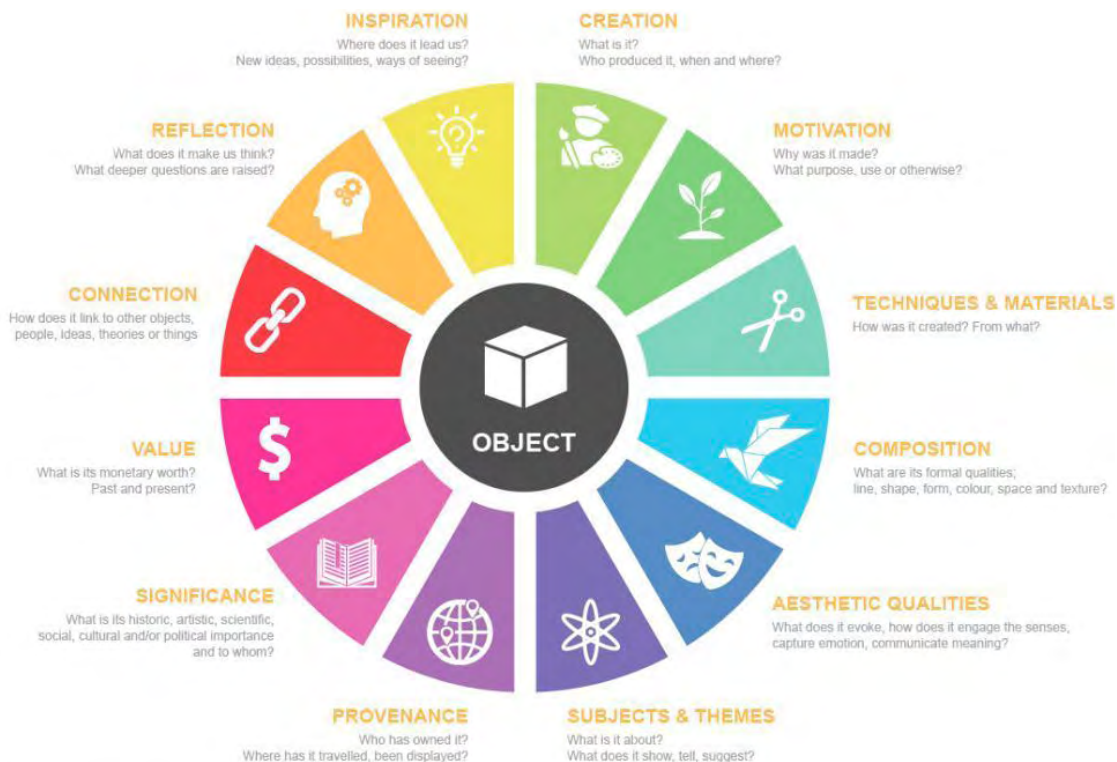 INSPIRATION
Where does it lead us?
New ideas, possibilities, ways of seeing?
CREATION
What is it?
Who produced it, when and where?
REFLECTION
What does it make us think?
What deeper questions are raised?
MOTIVATION
Why was it made?
What purpose, use or otherwise?
CONNECTION
How does it link to other objects,
people, ideas, theories or things
TECHNIQUES & MATERIALS
How was it created? From what?
OBJECT
VALUE
What is its monetary worth?
Past and present?
$
COMPOSITION
What are its formal qualities;
line, shape, form, colour, space and texture?
SIGNIFICANCE
What is its historic, artistic, scientific,
social, cultural and/or political importance
and to whom?
AESTHETIC QUALITIES
What does it evoke, how does it engage the senses,
capture emotion, communicate meaning?
PROVENANCE
Who has owned it?
Where has it travelled, been displayed?
SUBJECTS & THEMES
What is it about?
What does it show, tell, suggest?